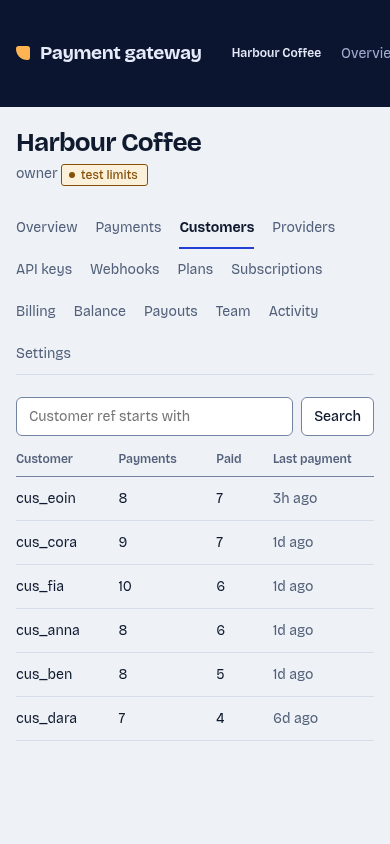 Payment gateway Harbour Coffee Overvie
Harbour Coffee
owner test limits
Overview Payments Customers Providers
API keys Webhooks Plans Subscriptions
Billing Balance Payouts Team Activity
Settings
Customer ref starts with Search
Customer Payments Paid Last payment
cus_eoin 8 7 3h ago
cus_cora 9 7 1d ago
cus_fia 10 6 1d ago
cus_anna 8 6 1d ago
cus_ben 8 5 1d ago
cus_dara 7 4 6d ago